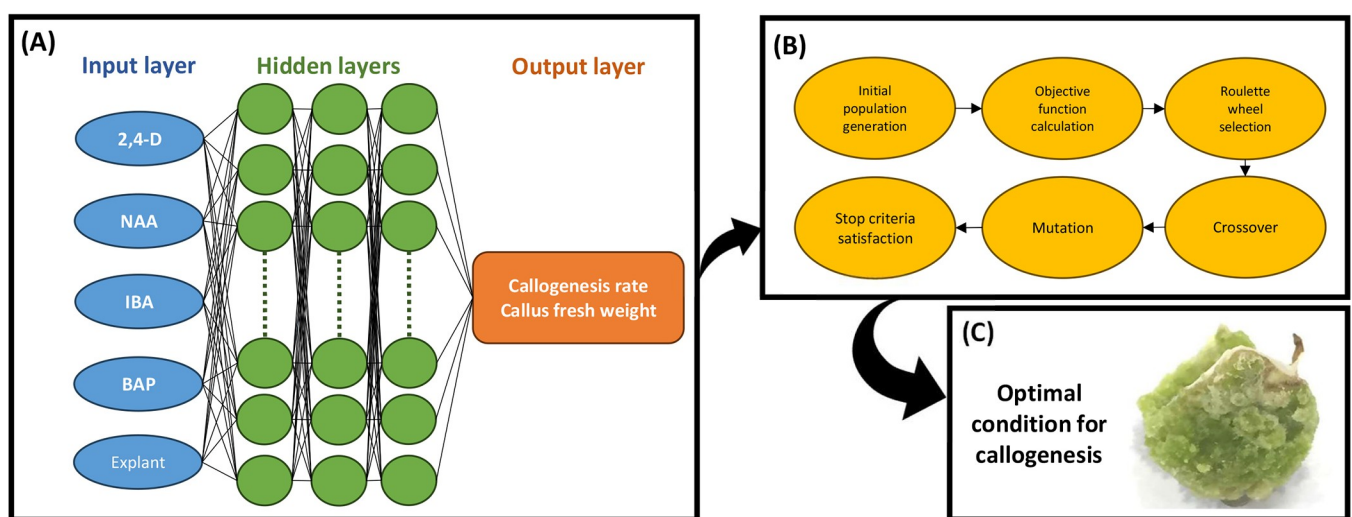 (A)
Input layer
Hidden layers
Output layer
2,4-D
NAA
IBA
BAP
Explant
Callogenesis rate
Callus fresh weight
(B)
Initial
population
generation
Objective
function
calculation
Roulette
wheel
selection
Stop criteria
satisfaction
Mutation
Crossover
(C)
Optimal
condition for
callogenesis